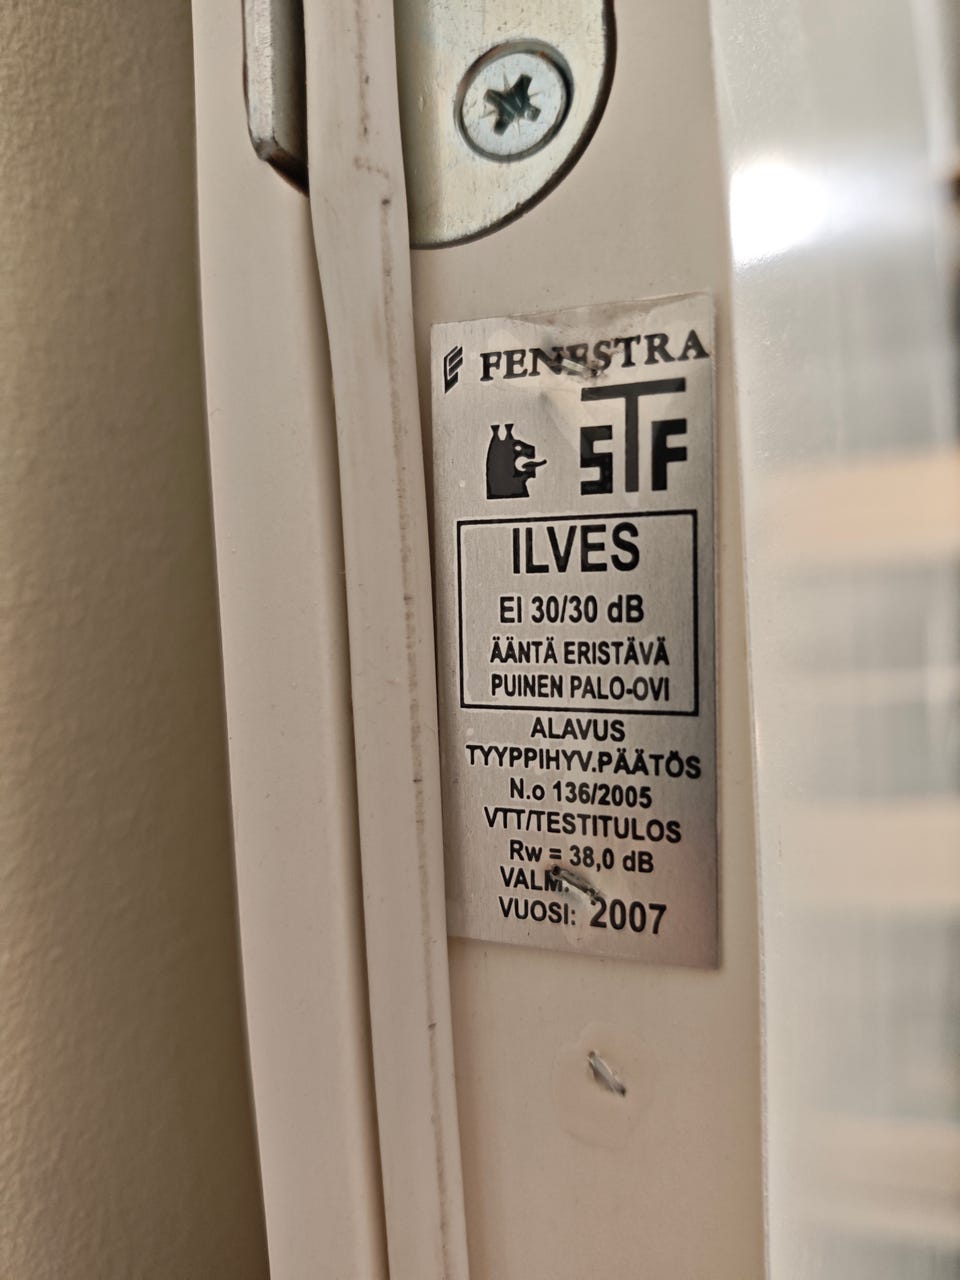 FENESTRA
STF
ILVES
EI 30/30 dB
ÄÄNTÄ ERISTÄVÄ
PUINEN PALO-OVI
ALAVUS
TYYPPIHYV.PÄÄTÖS
N.o 136/2005
VTT/TESTITULOS
Rw = 38,0 dB
VALM.
VUOSI: 2007